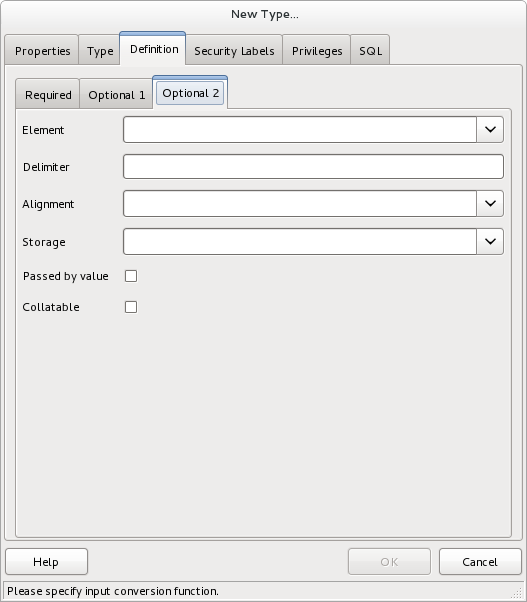 New Type...
Properties Type Definition Security Labels Privileges SQL
Required Optional 1 Optional 2
Element
Delimiter
Alignment
Storage
Passed by value
Collatable
Help OK Cancel
Please specify input conversion function.